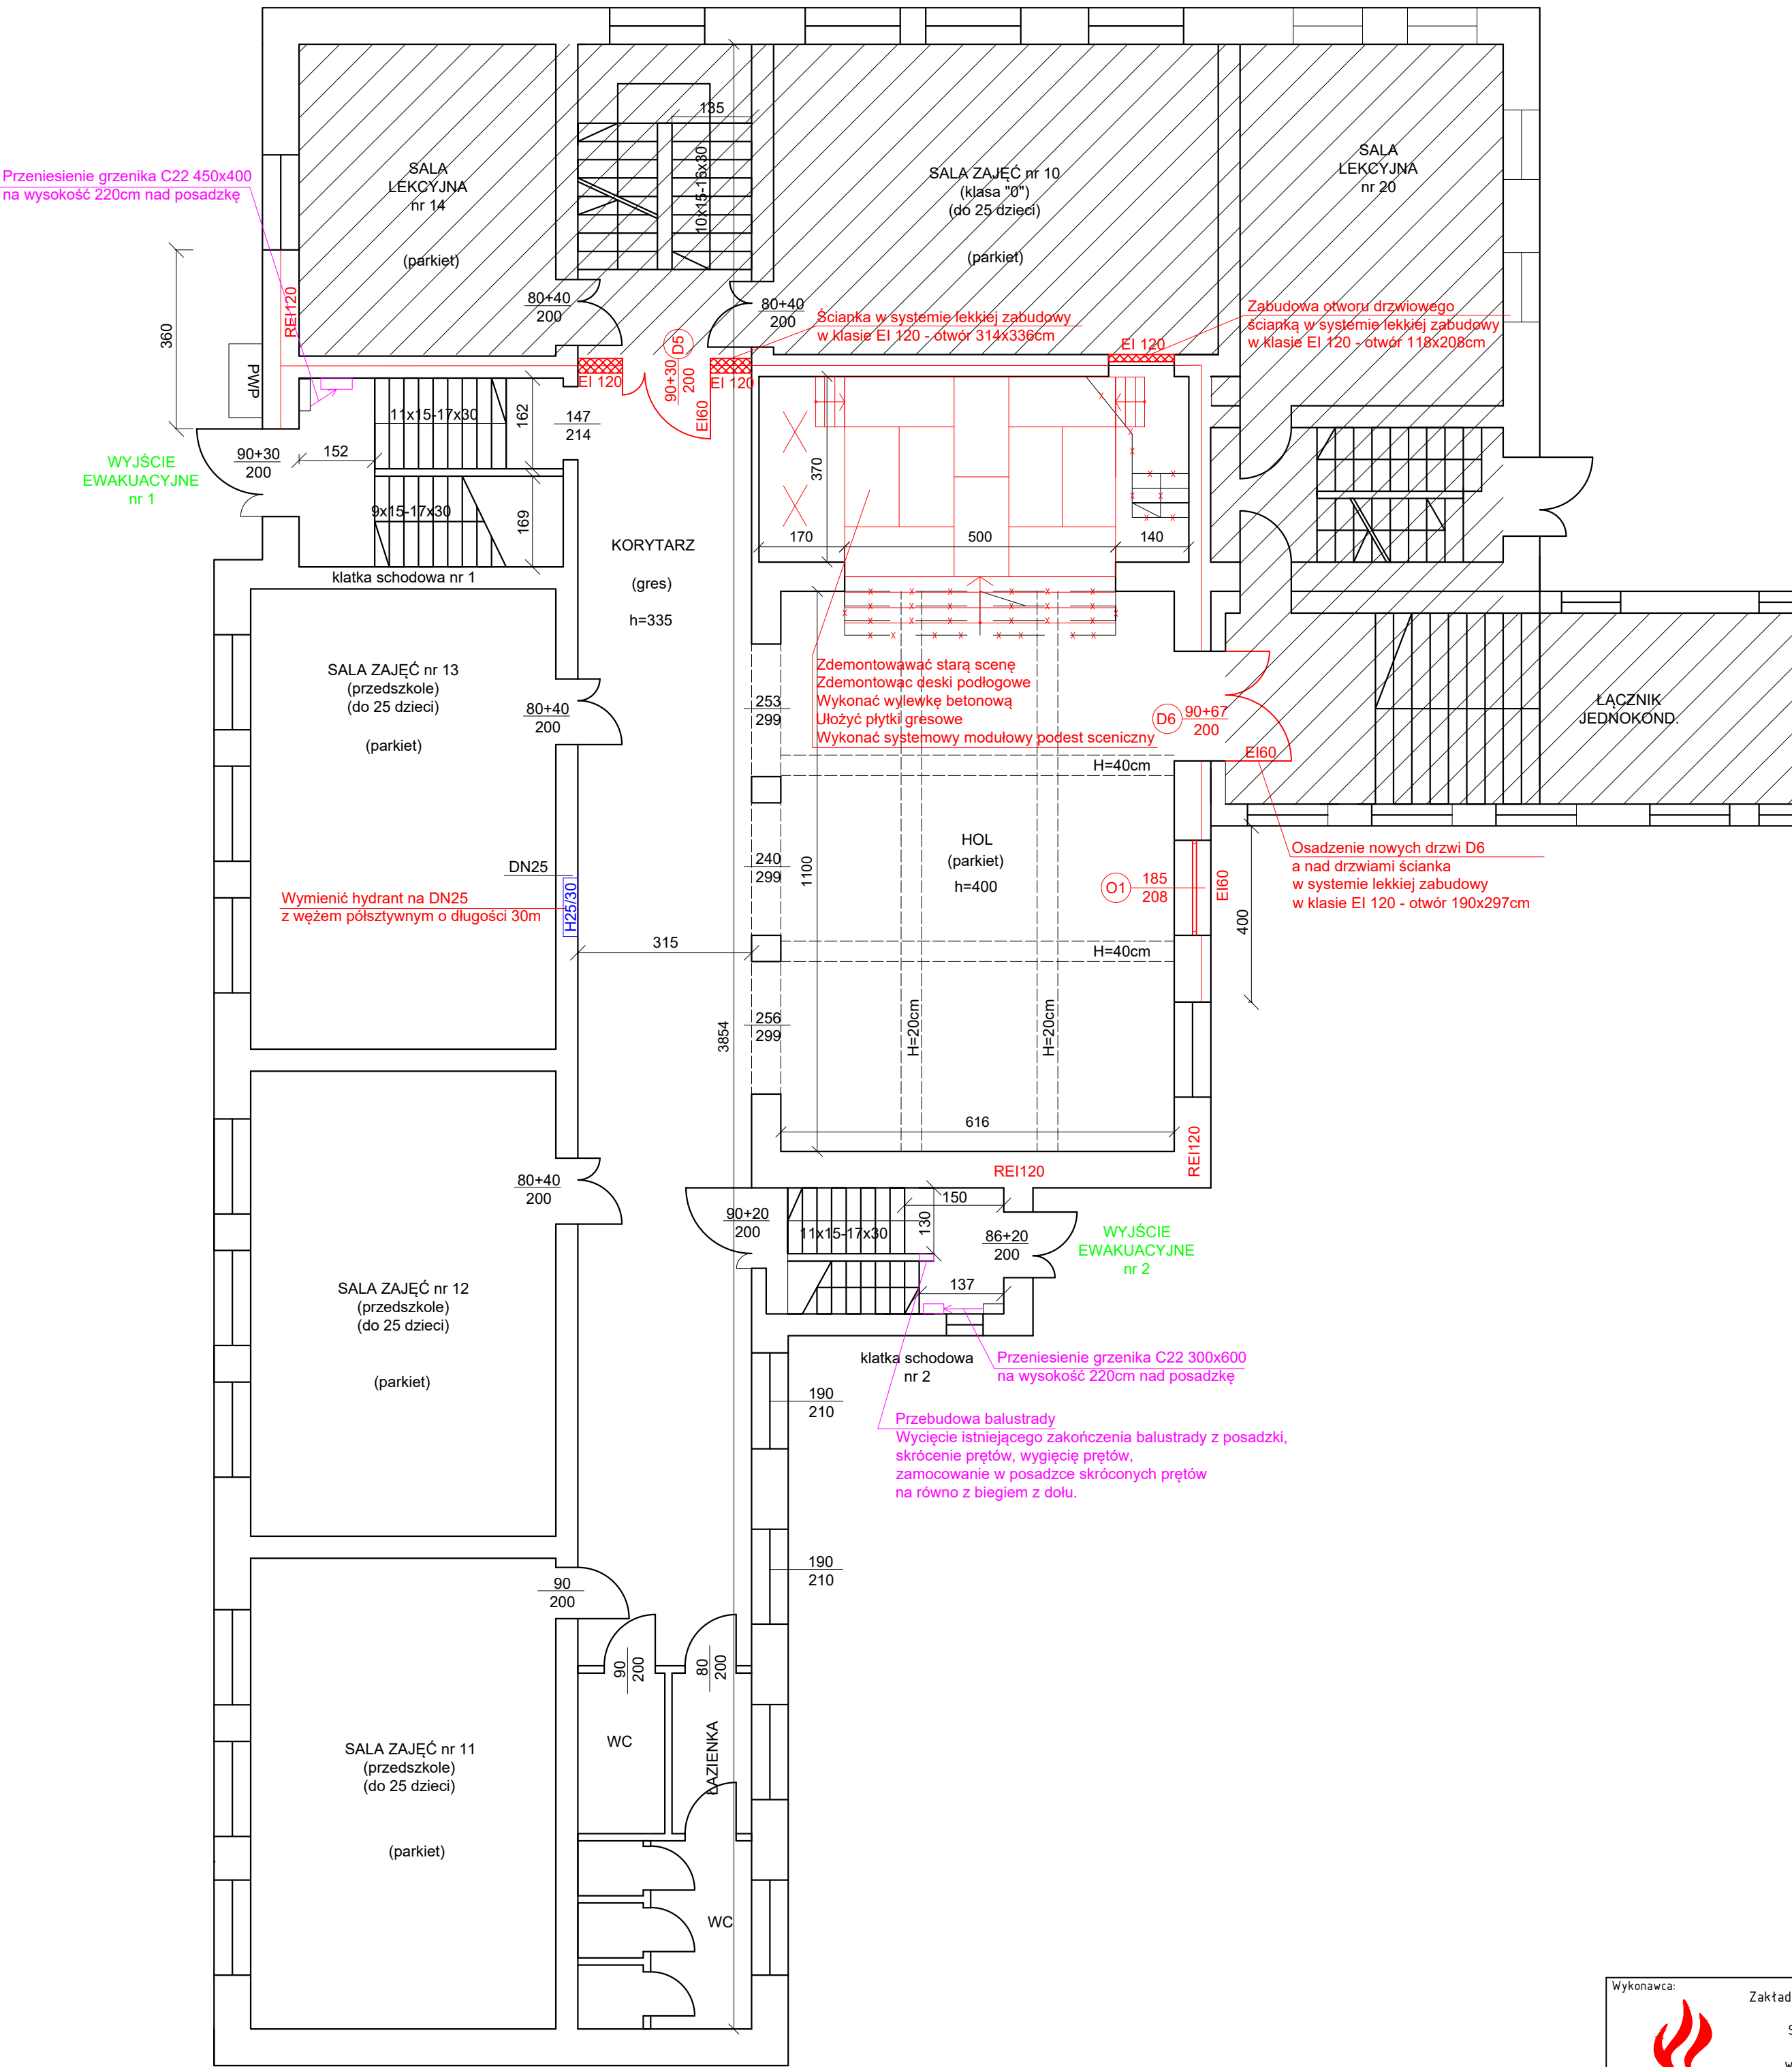 135
10x15-16x30
SALA
LEKCYJNA
nr 14
(parkiet)
SALA ZAJĘĆ nr 10
(klasa "0")
(do 25 dzieci)
(parkiet)
SALA
LEKCYJNA
nr 20
Przeniesienie grzenika C22 450x400
na wysokość 220cm nad posadzkę
360
REI120
PWP
80+40
200
80+40
200
Ścianka w systemie lekkiej zabudowy
w klasie EI 120 - otwór 314x336cm
Zabudowa otworu drzwiowego
ścianką w systemie lekkiej zabudowy
w klasie EI 120 - otwór 118x208cm
EI 120
EI 120
90+30
200
D5
EI60
EI 120
11x15-17x30
162
147
214
WYJŚCIE
EWAKUACYJNE
nr 1
90+30
200
152
9x15-17x30
169
klatka schodowa nr 1
370
170
500
140
KORYTARZ
(gres)
h=335
SALA ZAJĘĆ nr 13
(przedszkole)
(do 25 dzieci)
(parkiet)
80+40
200
Zdemontowawać starą scenę
Zdemontowac deski podłogowe
Wykonać wylewkę betonową
Ułożyć płytki gresowe
Wykonać systemowy modułowy podest sceniczny
253
299
D6
90+67
200
EI60
ŁĄCZNIK
JEDNOKOND.
H=40cm
HOL
(parkiet)
h=400
240
299
1100
O1
185
208
EI60
400
Osadzenie nowych drzwi D6
a nad drzwiami ścianka
w systemie lekkiej zabudowy
w klasie EI 120 - otwór 190x297cm
DN25
Wymienić hydrant na DN25
z wężem półsztywnym o długości 30m
H25/30
315
H=40cm
3854
256
299
H=20cm
H=20cm
616
REI120
REI120
80+40
200
90+20
200
11x15-17x30
130
150
86+20
200
137
WYJŚCIE
EWAKUACYJNE
nr 2
SALA ZAJĘĆ nr 12
(przedszkole)
(do 25 dzieci)
(parkiet)
klatka schodowa
nr 2
Przeniesienie grzenika C22 300x600
na wysokość 220cm nad posadzkę
190
210
Przebudowa balustrady
Wycięcie istniejącego zakończenia balustrady z posadzki,
skrócenie prętów, wygięcię prętów,
zamocowanie w posadzce skróconych prętów
na równo z biegiem z dołu.
190
210
90
200
90
200
80
200
WC
ŁAZIENKA
SALA ZAJĘĆ nr 11
(przedszkole)
(do 25 dzieci)
(parkiet)
WC
Wykonawca:
Zakład